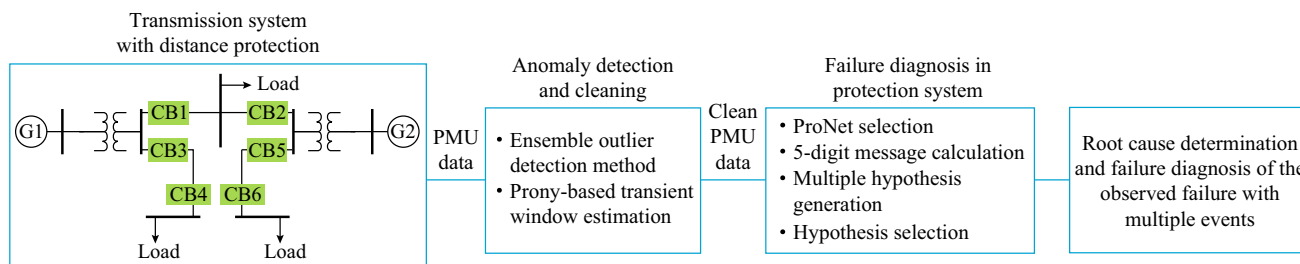 Transmission system
with distance protection
Load
G1
CB1
CB2
G2
CB3
CB5
CB4
CB6
Load
Load
PMU
data
Anomaly detection
and cleaning
• Ensemble outlier
detection method
• Prony-based transient
window estimation
Clean
PMU
data
Failure diagnosis in
protection system
• ProNet selection
• 5-digit message calculation
• Multiple hypothesis
generation
• Hypothesis selection
Root cause determination
and failure diagnosis of the
observed failure with
multiple events